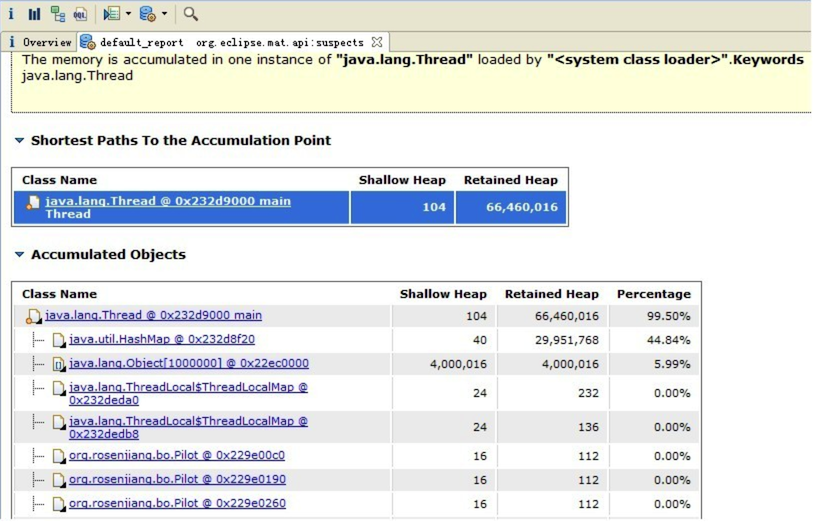 i OQL
i Overview default_report org.eclipse.mat.api:suspects
The memory is accumulated in one instance of "java.lang.Thread" loaded by "<system class loader>".Keywords
java.lang.Thread
Shortest Paths To the Accumulation Point
Class Name Shallow Heap Retained Heap
java.lang.Thread @ 0x232d9000 main 104 66,460,016
Thread
Accumulated Objects
Class Name Shallow Heap Retained Heap Percentage
java.lang.Thread @ 0x232d9000 main 104 66,460,016 99.50%
java.util.HashMap @ 0x232d8f20 40 29,951,768 44.84%
java.lang.Object[1000000] @ 0x22ec0000 4,000,016 4,000,016 5.99%
java.lang.ThreadLocal$ThreadLocalMap @
0x232deda0 24 232 0.00%
java.lang.ThreadLocal$ThreadLocalMap @
0x232dedb8 24 136 0.00%
org.rosenjiang.bo.Pilot @ 0x229e00c0 16 112 0.00%
org.rosenjiang.bo.Pilot @ 0x229e0190 16 112 0.00%
org.rosenjiang.bo.Pilot @ 0x229e0260 16 112 0.00%